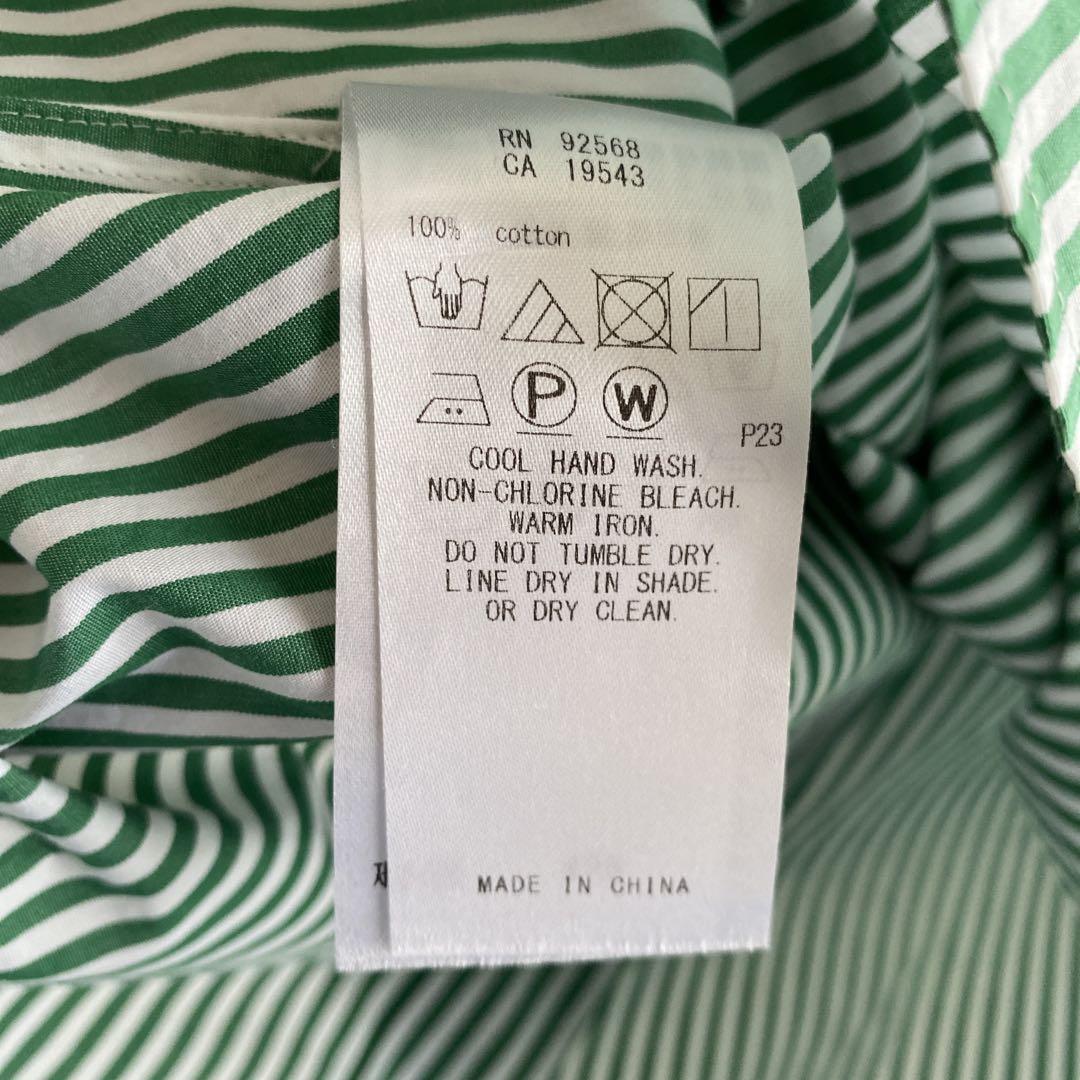 RN 92568
CA 19543
100% cotton
P W
P23
COOL HAND WASH.
NON-CHLORINE BLEACH.
WARM IRON.
DO NOT TUMBLE DRY.
LINE DRY IN SHADE.
OR DRY CLEAN.
MADE IN CHINA